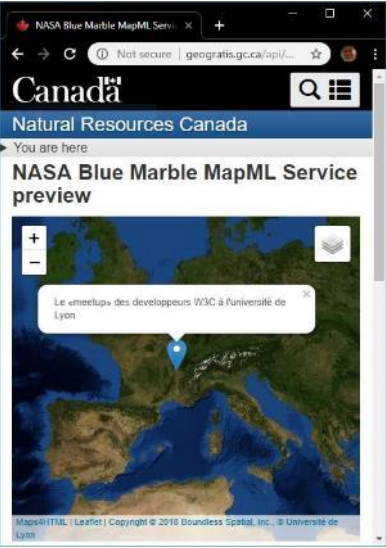 NASA Blue Marble MapML Servi
Not secure | geogratis.gc.ca/api/...
Canada
Natural Resources Canada
You are here
NASA Blue Marble MapML Service
preview
+
−
Le «meetup» des developpeurs W3C á l'université de
Lyon
Maps4HTML | Leaflet | Copyright © 2018 Boundless Spatial, Inc., © Université de
Lyon